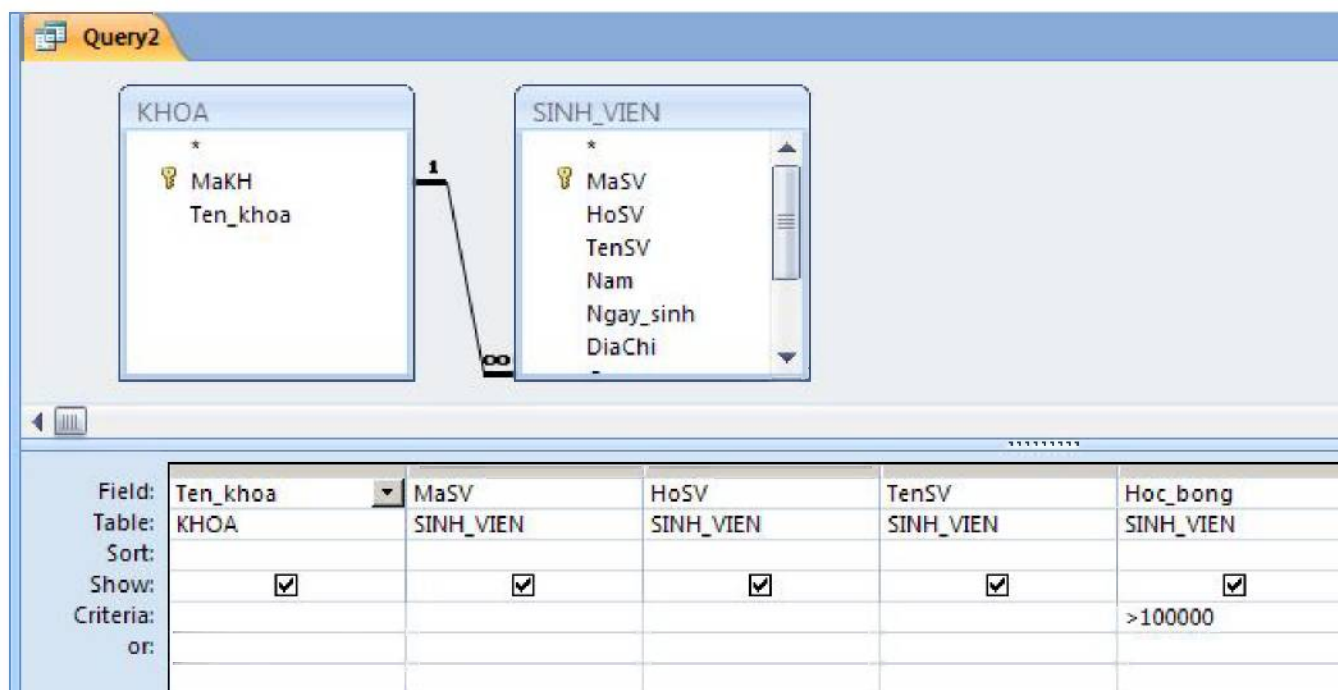 Query2
KHOA
*
MaKH
Ten_khoa
1
∞
SINH_VIEN
*
MaSV
HoSV
TenSV
Nam
Ngay_sinh
DiaChi
Field: Ten_khoa MaSV HoSV TenSV Hoc_bong
Table: KHOA SINH_VIEN SINH_VIEN SINH_VIEN SINH_VIEN
Sort:
Show:
Criteria: >100000
or: